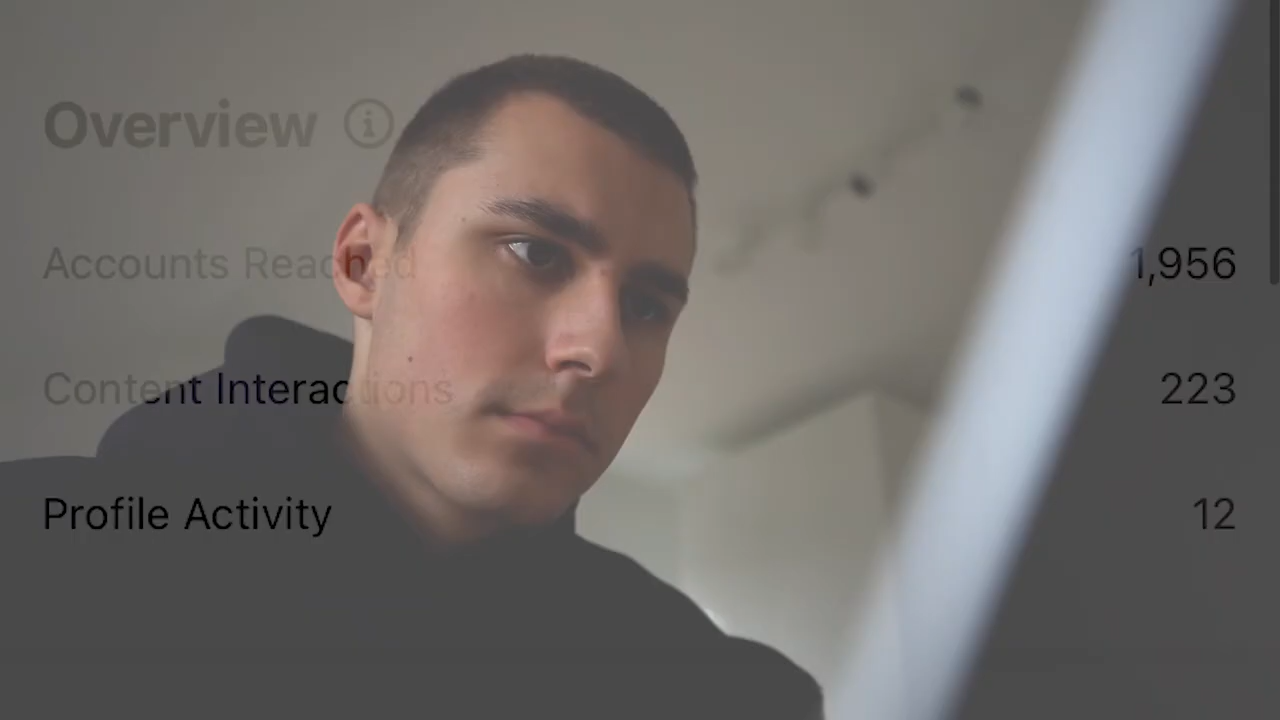 Overview
Accounts Reached 1,956
Content Interactions 223
Profile Activity 12